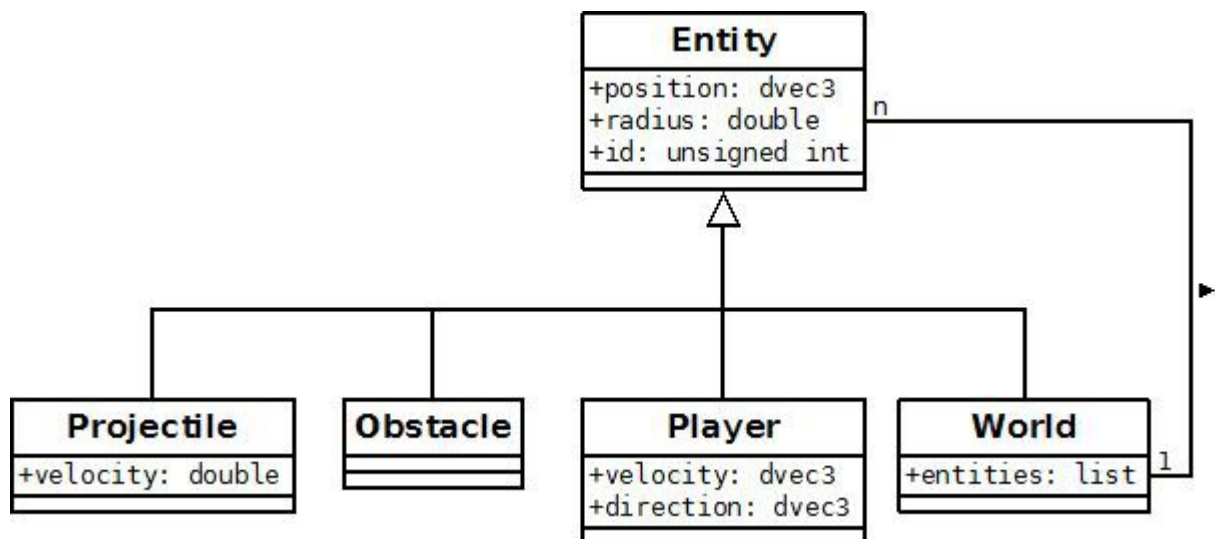 Entity
+position: dvec3
+radius: double
+id: unsigned int
n
Projectile
+velocity: double
Obstacle
Player
+velocity: dvec3
+direction: dvec3
World
+entities: list
1